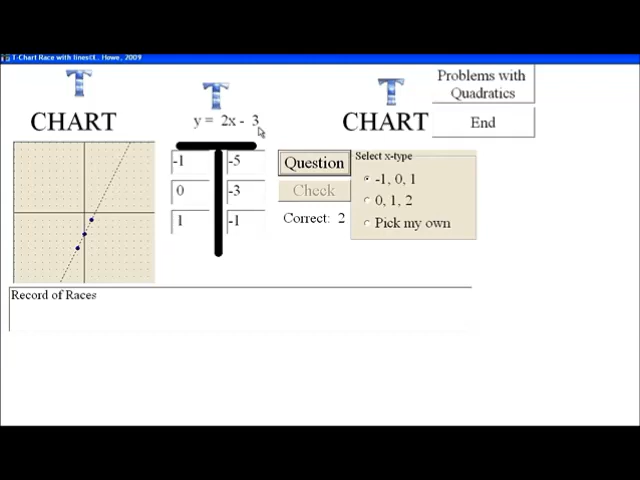 T-Chart Race with lines(c). Howe, 2009
T
CHART
T
y = 2x - 3
-1 -5
0 -3
1 -1
T
CHART
Problems with
Quadratics
End
Question
Check
Correct: 2
Select x-type
-1, 0, 1
0, 1, 2
Pick my own
Record of Races